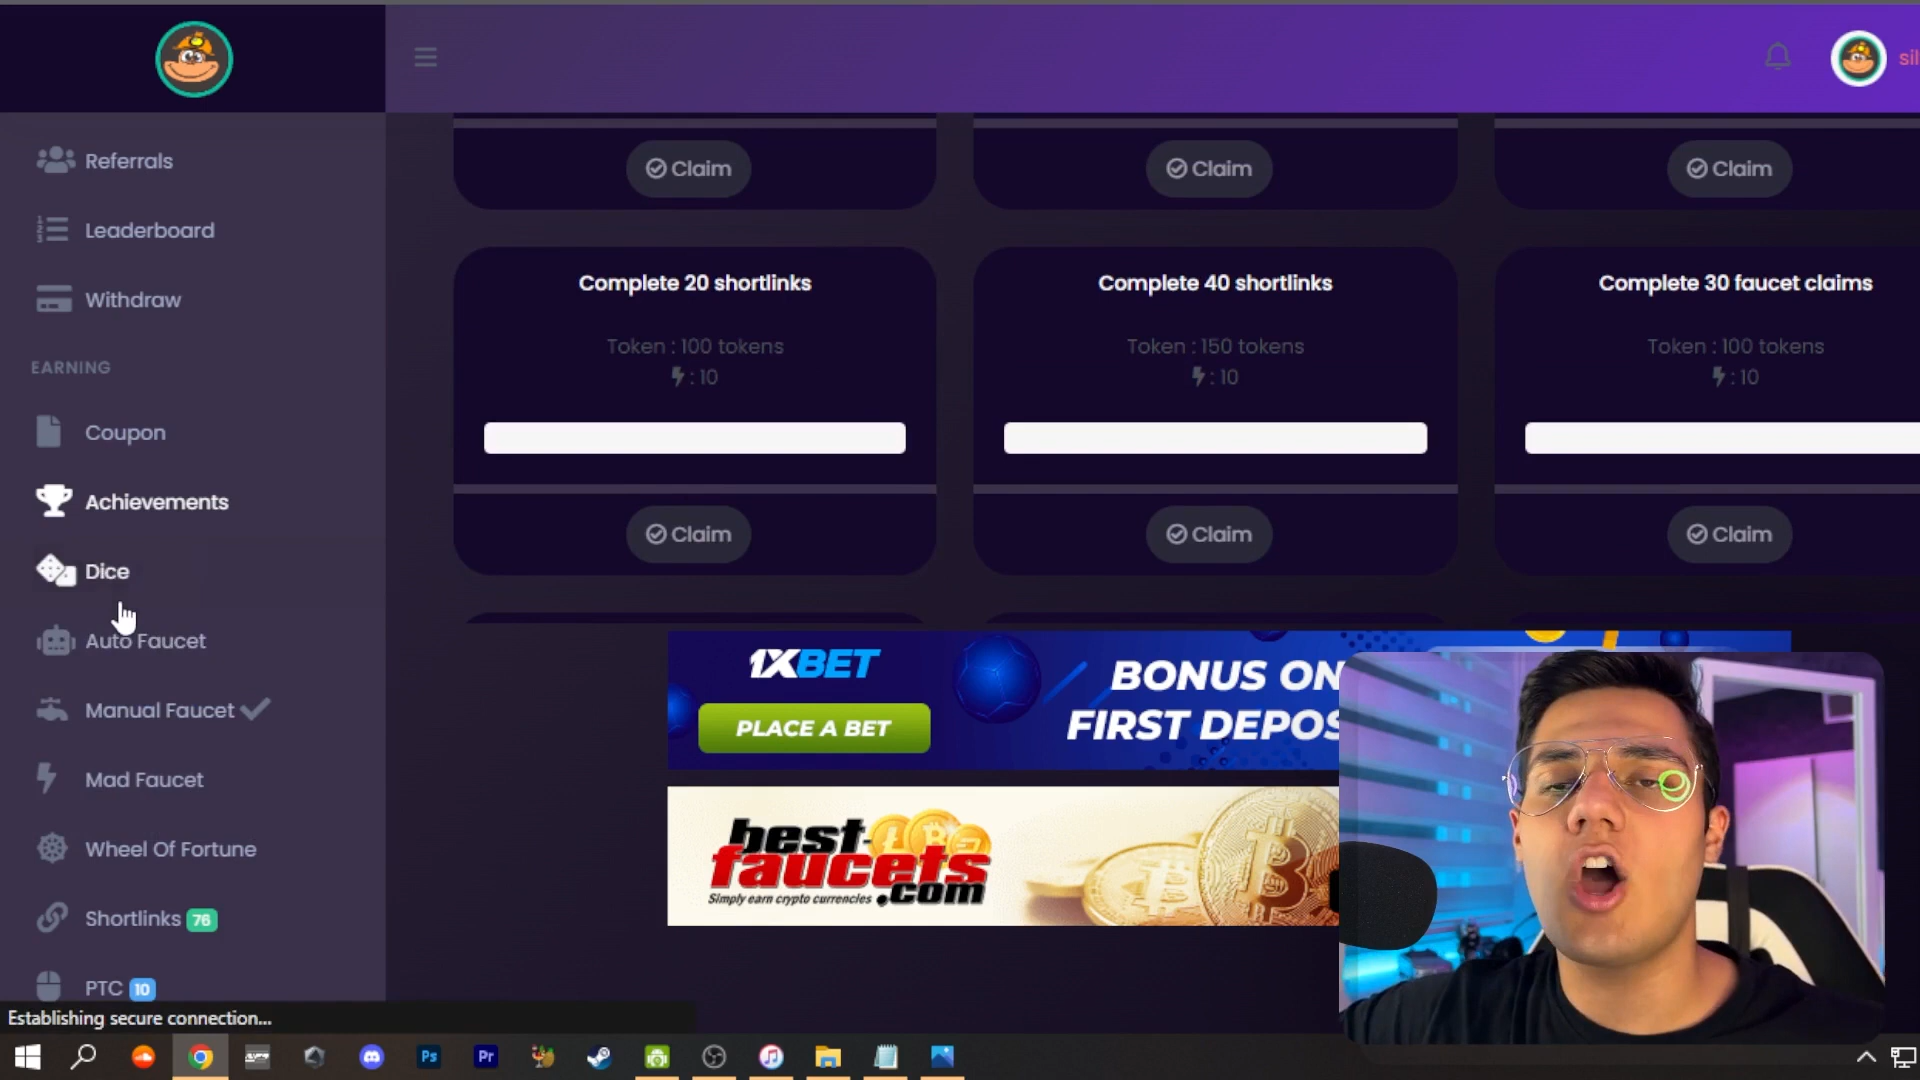 sil
Referrals
Leaderboard
Withdraw
EARNING
Coupon
Achievements
Dice
Auto Faucet
Manual Faucet
Mad Faucet
Wheel Of Fortune
Shortlinks 76
PTC 10
Claim
Claim
Claim
Complete 20 shortlinks
Token : 100 tokens
: 10
Claim
Complete 40 shortlinks
Token : 150 tokens
: 10
Claim
Complete 30 faucet claims
Token : 100 tokens
: 10
Claim
1XBET
PLACE A BET
BONUS ON
FIRST DEPOS
best-
faucets
.com
Simply earn crypto currencies
Establishing secure connection...
Ps
Pr